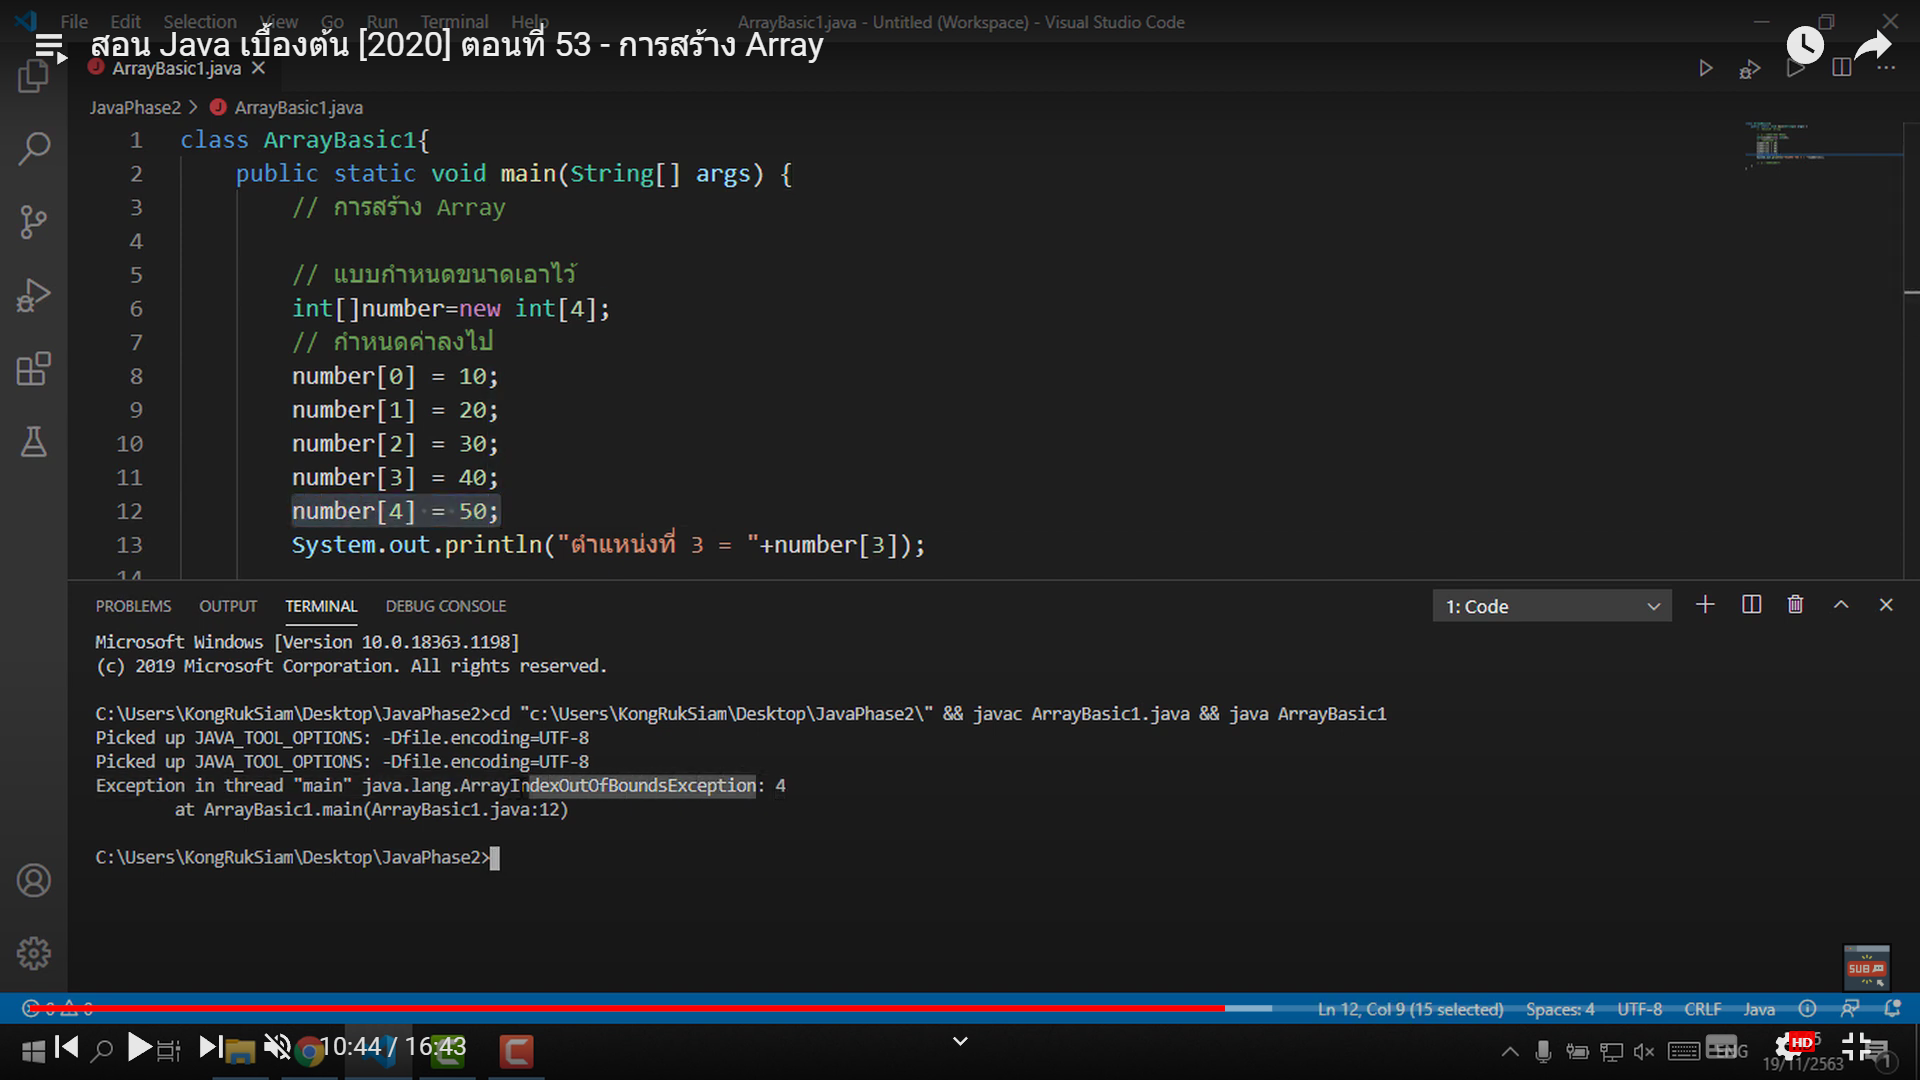 File Edit Selection View Go Run Terminal Help ArrayBasic1.java - Untitled (Workspace) - Visual Studio Code
สอน Java เบื้องต้น [2020] ตอนที่ 53 - การสร้าง Array
ArrayBasic1.java
JavaPhase2 > ArrayBasic1.java
1 class ArrayBasic1{
2 public static void main(String[] args) {
3 // การสร้าง Array
4
5 // แบบกำหนดขนาดเอาไว้
6 int[]number=new int[4];
7 // กำหนดค่าลงไป
8 number[0] = 10;
9 number[1] = 20;
10 number[2] = 30;
11 number[3] = 40;
12 number[4] = 50;
13 System.out.println("ตำแหน่งที่ 3 = "+number[3]);
14
PROBLEMS OUTPUT TERMINAL DEBUG CONSOLE 1: Code
Microsoft Windows [Version 10.0.18363.1198]
(c) 2019 Microsoft Corporation. All rights reserved.
C:\Users\KongRukSiam\Desktop\JavaPhase2>cd "c:\Users\KongRukSiam\Desktop\JavaPhase2\" && javac ArrayBasic1.java && java ArrayBasic1
Picked up JAVA_TOOL_OPTIONS: -Dfile.encoding=UTF-8
Picked up JAVA_TOOL_OPTIONS: -Dfile.encoding=UTF-8
Exception in thread "main" java.lang.ArrayIndexOutOfBoundsException: 4
at ArrayBasic1.main(ArrayBasic1.java:12)
C:\Users\KongRukSiam\Desktop\JavaPhase2>
SUB
0 0 Ln 12, Col 9 (15 selected) Spaces: 4 UTF-8 CRLF Java
10:44 / 16:43 ENG HD
19/11/2563 1